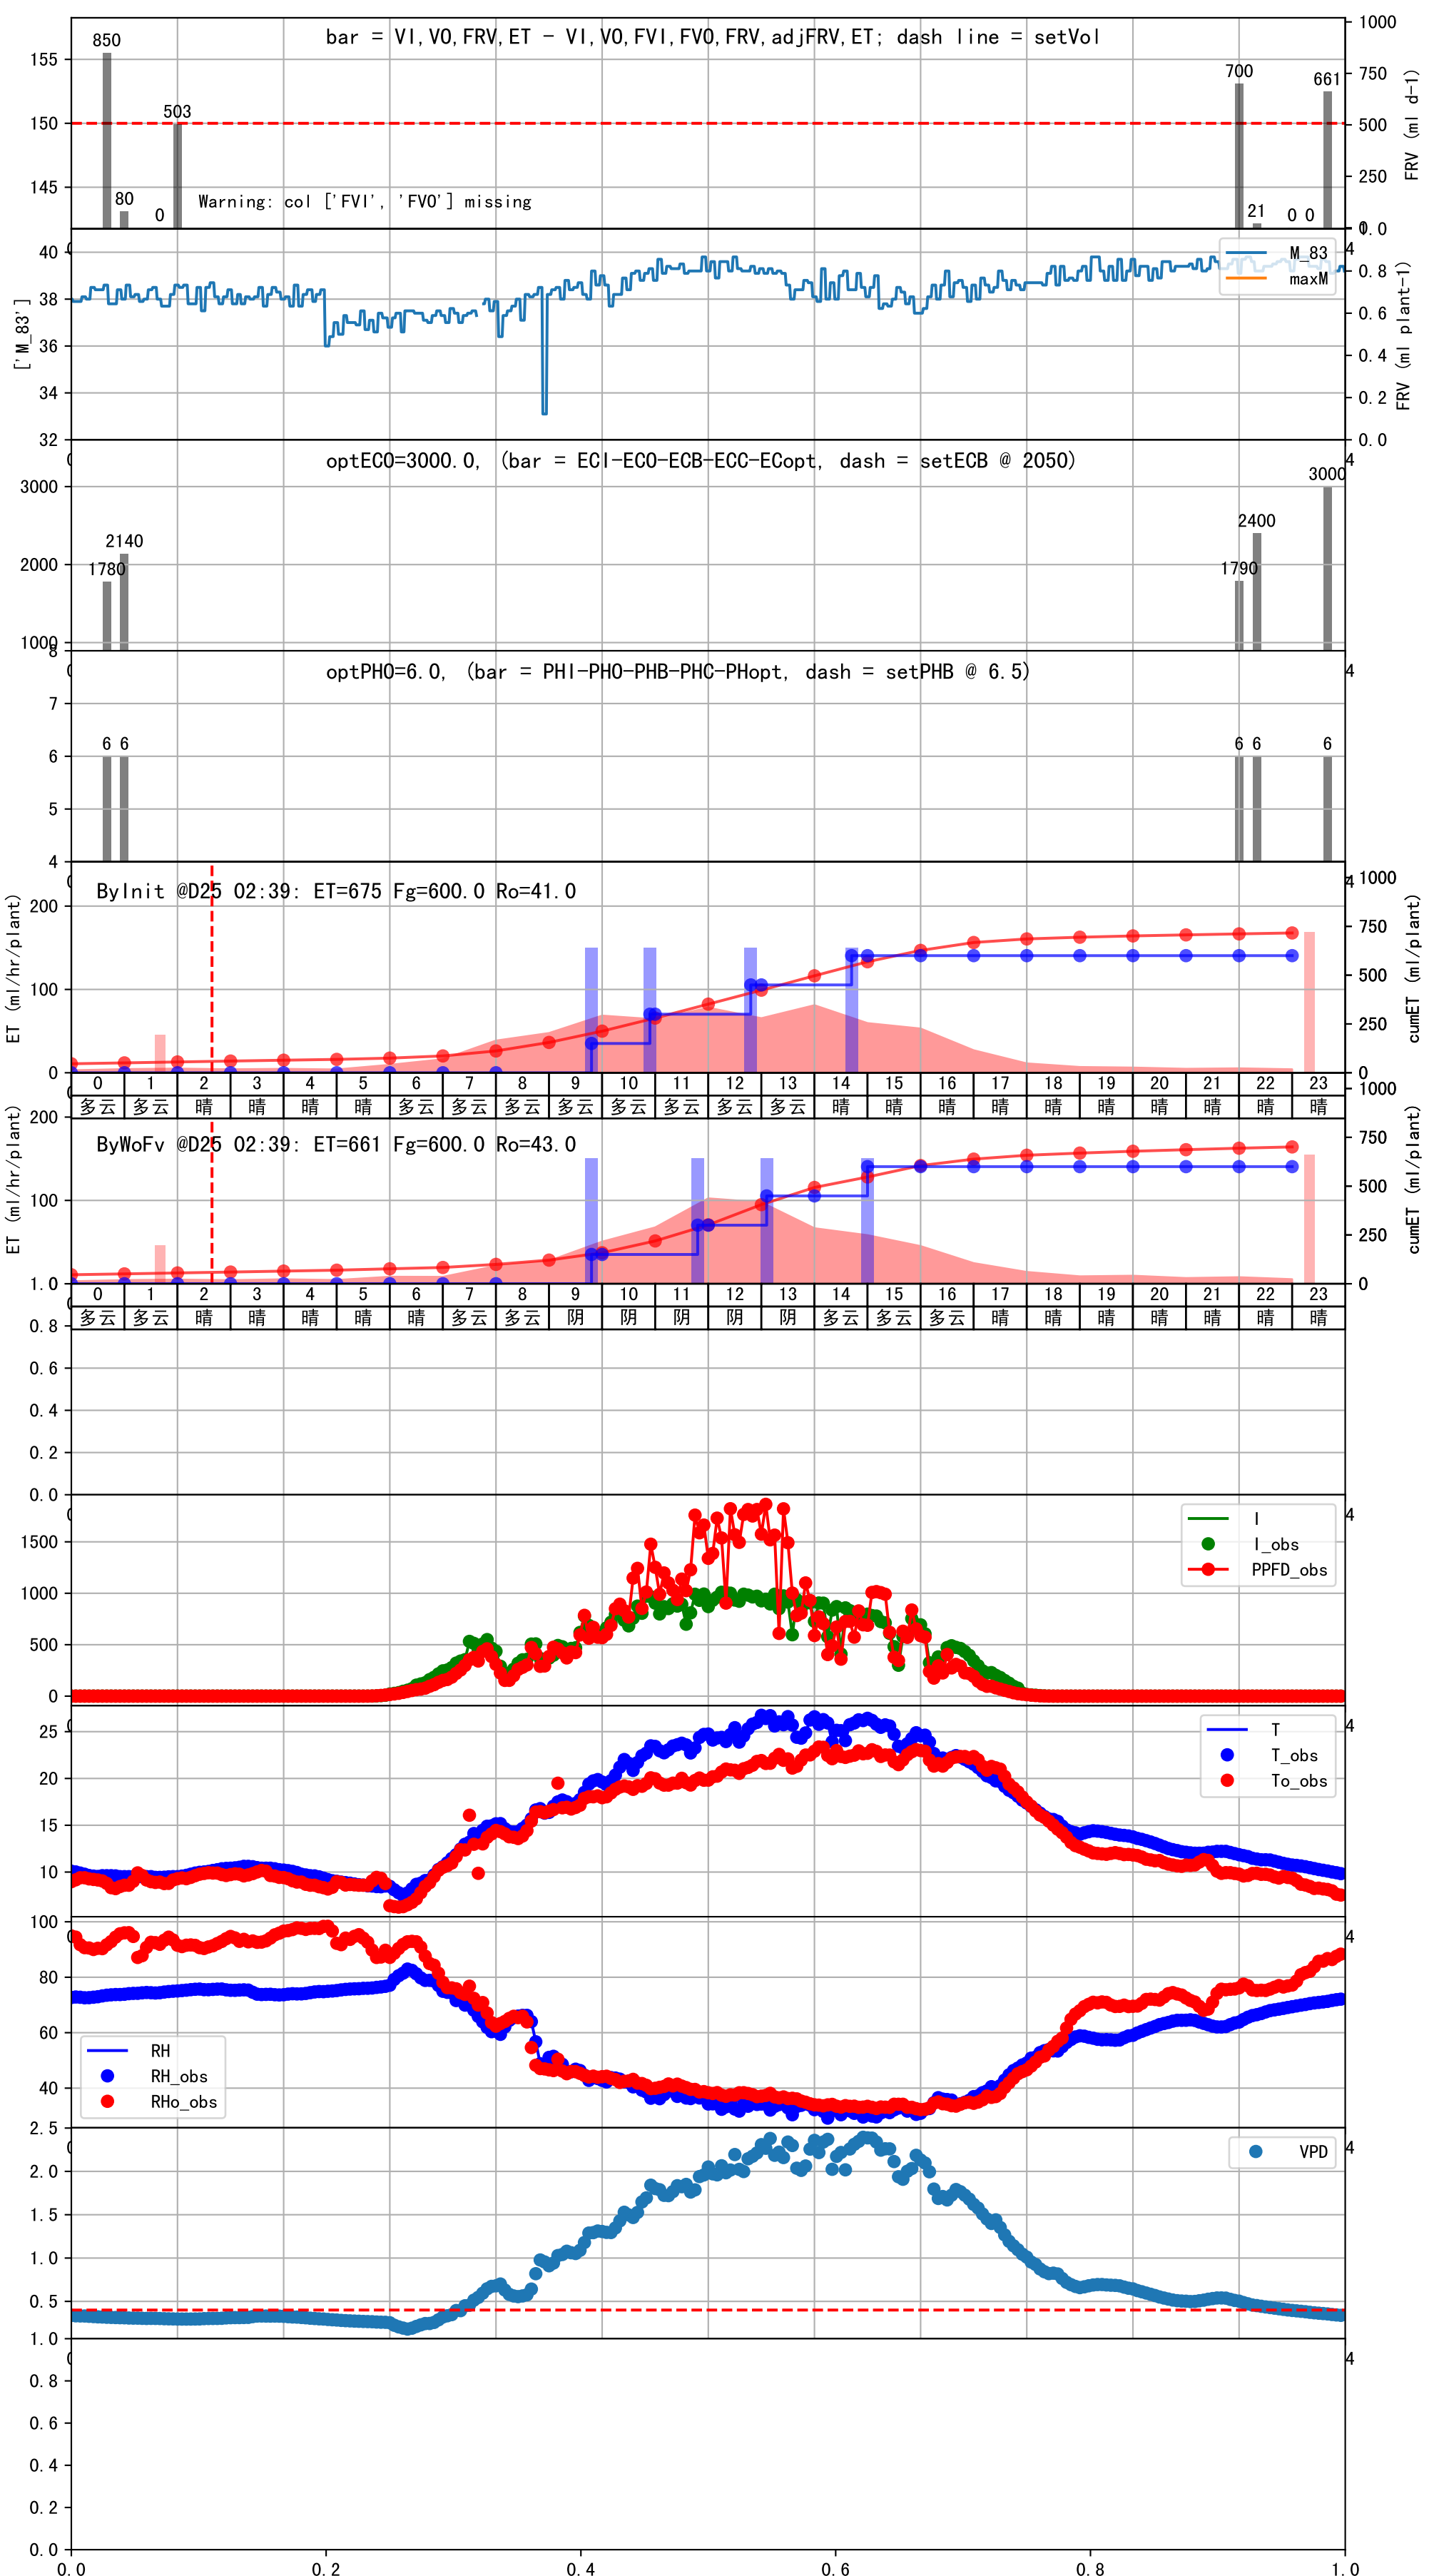 bar = VI,VO,FRV,ET - VI,VO,FVI,FVO,FRV,adjFRV,ET; dash line = setVol
850
80
0
503
700
21
0 0
661
Warning: col ['FVI', 'FVO'] missing
155
150
145
1000
750
500
250
0
FRV (ml d-1)
1.0
0.8
0.6
0.4
0.2
0.0
FRV (ml plant-1)
M_83
maxM
40
38
36
34
32
['M_83']
optECO=3000.0, (bar = ECI-ECO-ECB-ECC-ECopt, dash = setECB @ 2050)
3000
2000
1000
1780
2140
1790
2400
3000
optPHO=6.0, (bar = PHI-PHO-PHB-PHC-PHopt, dash = setPHB @ 6.5)
8
7
6
5
4
6 6
6 6
6
ByInit @D25 02:39: ET=675 Fg=600.0 Ro=41.0
200
100
0
ET (ml/hr/plant)
1000
750
500
250
0
cumET (ml/plant)
0 1 2 3 4 5 6 7 8 9 10 11 12 13 14 15 16 17 18 19 20 21 22 23
多云 多云 晴 晴 晴 晴 多云 多云 多云 多云 多云 多云 多云 多云 晴 晴 晴 晴 晴 晴 晴 晴 晴 晴
ByWoFv @D25 02:39: ET=661 Fg=600.0 Ro=43.0
200
100
ET (ml/hr/plant)
1000
750
500
250
0
cumET (ml/plant)
0 1 2 3 4 5 6 7 8 9 10 11 12 13 14 15 16 17 18 19 20 21 22 23
多云 多云 晴 晴 晴 晴 晴 多云 多云 阴 阴 阴 阴 阴 多云 多云 多云 晴 晴 晴 晴 晴 晴 晴
1.0
0.8
0.6
0.4
0.2
0.0
I
I_obs
PPFD_obs
1500
1000
500
0
T
T_obs
To_obs
25
20
15
10
RH
RH_obs
RHo_obs
100
80
60
40
VPD
2.5
2.0
1.5
1.0
0.5
1.0
0.8
0.6
0.4
0.2
0.0
0.0 0.2 0.4 0.6 0.8 1.0